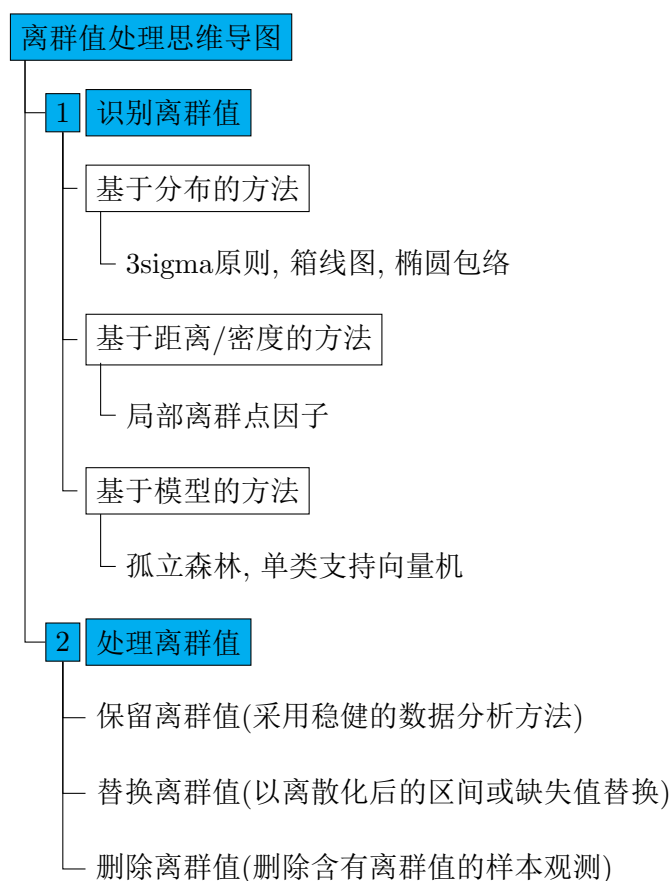 离群值处理思维导图
1 识别离群值
基于分布的方法
3sigma原则, 箱线图, 椭圆包络
基于距离/密度的方法
局部离群点因子
基于模型的方法
孤立森林, 单类支持向量机
2 处理离群值
保留离群值(采用稳健的数据分析方法)
替换离群值(以离散化后的区间或缺失值替换)
删除离群值(删除含有离群值的样本观测)